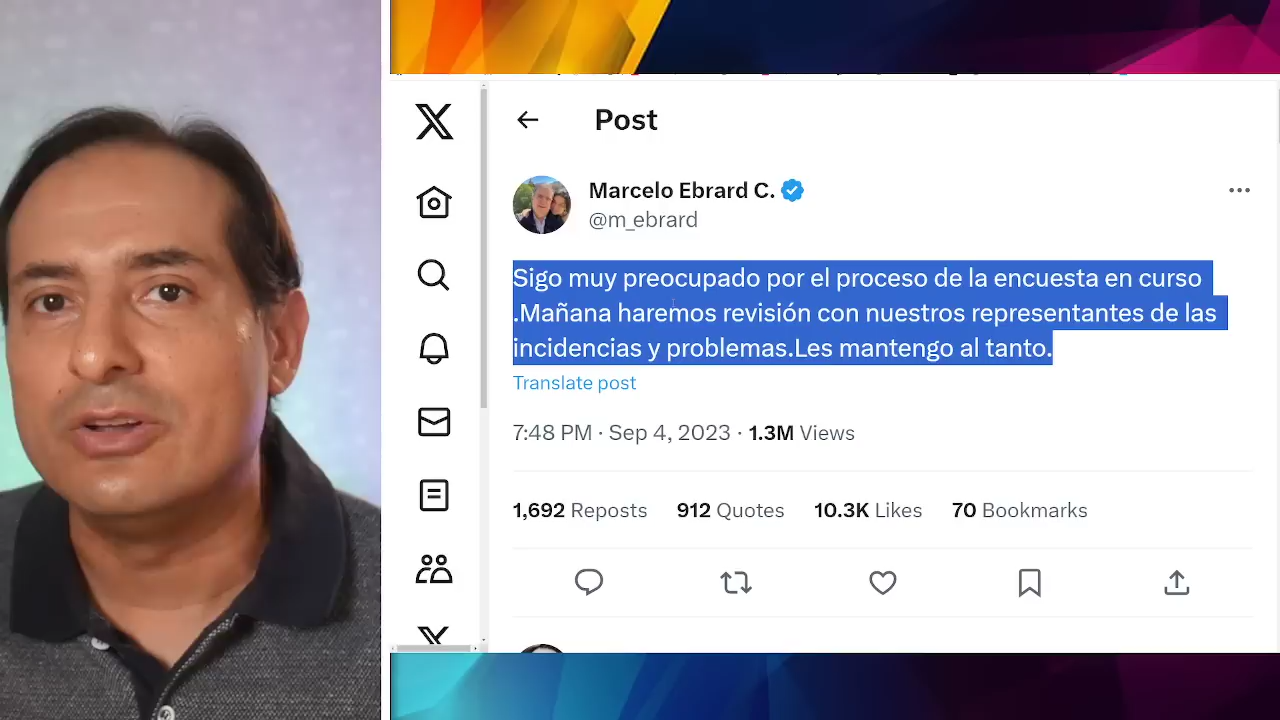 Post
Marcelo Ebrard C.
@m_ebrard
Sigo muy preocupado por el proceso de la encuesta en curso
.Mañana haremos revisión con nuestros representantes de las
incidencias y problemas.Les mantengo al tanto.
Translate post
7:48 PM · Sep 4, 2023 · 1.3M Views
1,692 Reposts 912 Quotes 10.3K Likes 70 Bookmarks